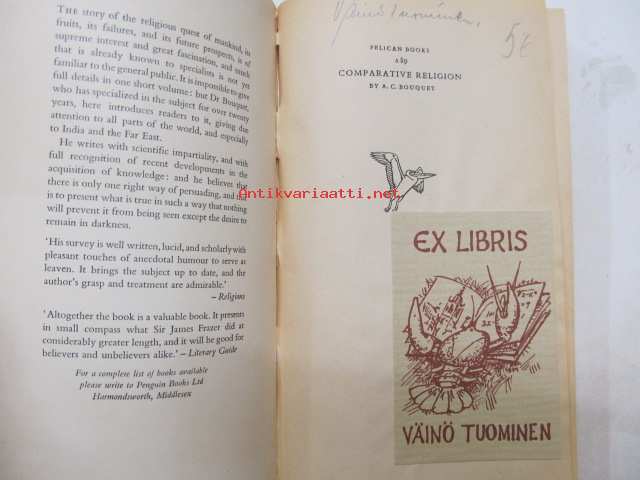 THE story of the religious quest of mankind, its
fruits, its failures, and its future prospects, is of
supreme interest and great fascination, and much
that is already known to specialists is not yet
familiar to the general public. It is impossible to give
full details in one short volume: but Dr Bouquet,
who has specialized in the subject for over twenty
years, here introduces readers to it, giving due
attention to all parts of the world, and especially
to India and the Far East.
He writes with scientific impartiality, and with
full recognition of recent developments in the
acquisition of knowledge: and he believes that
there is only one right way of persuading, and that
is to present what is true in such a way that nothing
will prevent it from being seen except the desire to
remain in darkness.
'His survey is well written, lucid, and scholarly with
pleasant touches of anecdotal humour to serve as
leaven. It brings the subject up to date, and the
author's grasp and treatment are admirable.'
– Religions
'Altogether the book is a valuable book. It presents
in small compass what Sir James Frazer did at
considerably greater length, and it will be good for
believers and unbelievers alike.' – Literary Guide
For a complete list of books available
please write to Penguin Books Ltd
Harmondsworth, Middlesex
Väinö Tuominen
5€
PELICAN BOOKS
A89
COMPARATIVE RELIGION
BY A. C. BOUQUET
Antikvariaatti.net
EX LIBRIS
VÄINÖ TUOMINEN